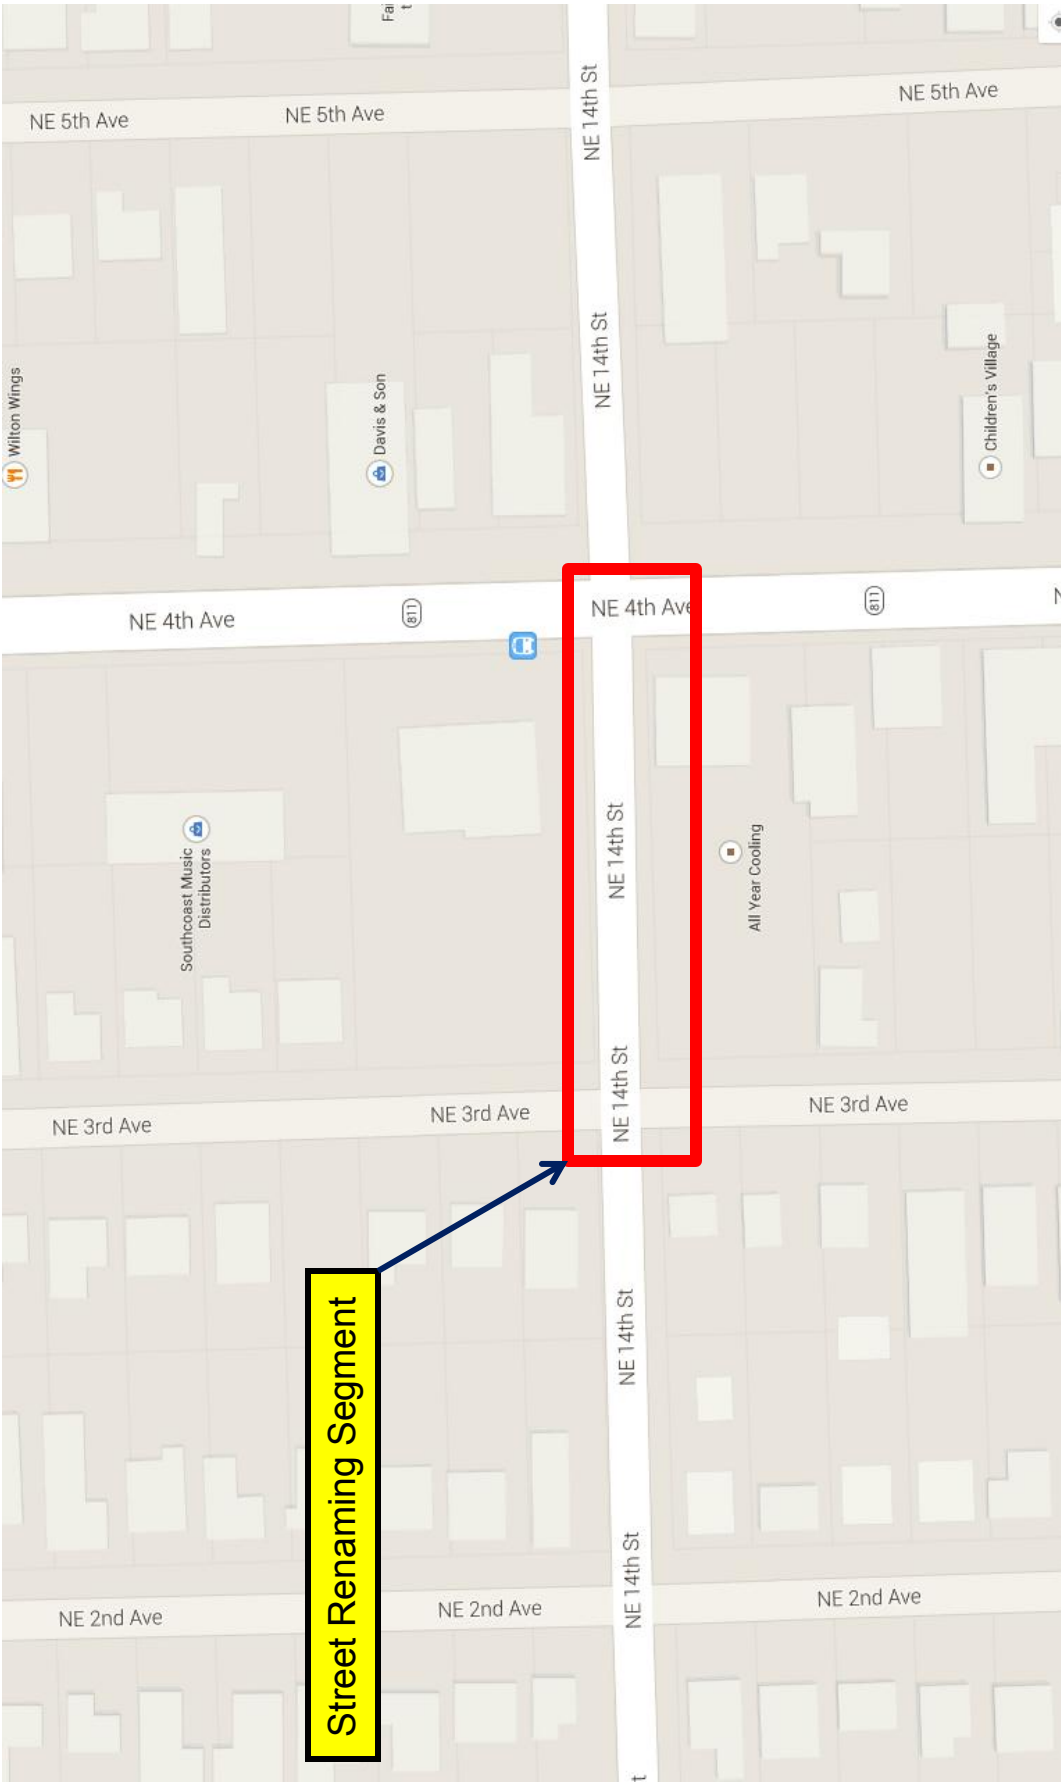 Fai
t
NE 14th St
NE 5th Ave
NE 5th Ave
NE 5th Ave
NE 14th St
Wilton Wings
Davis & Son
Children's Village
NE 4th Ave
811
NE 4th Ave
811
N
NE 14th St
Southcoast Music
Distributors
All Year Cooling
NE 14th St
NE 3rd Ave
NE 3rd Ave
NE 3rd Ave
Street Renaming Segment
NE 14th St
NE 14th St
NE 2nd Ave
NE 2nd Ave
NE 2nd Ave
t